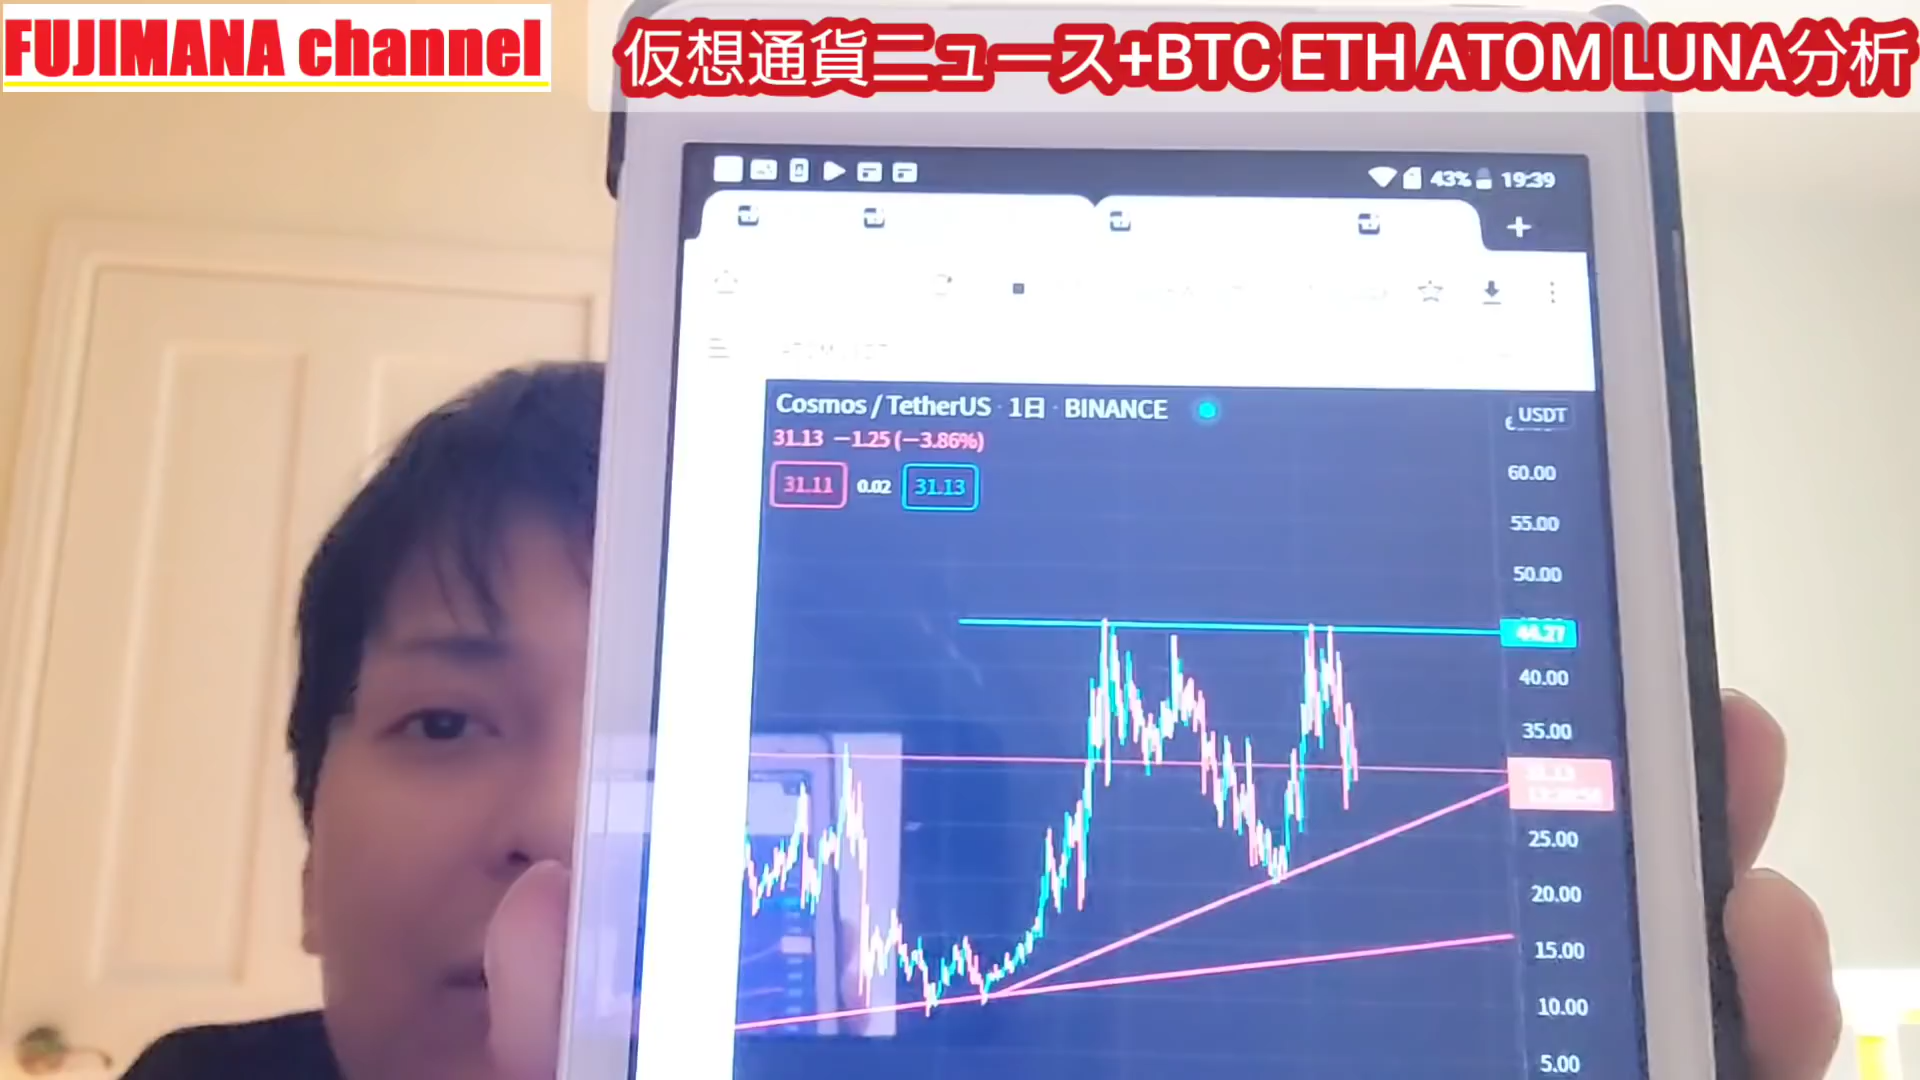 FUJIMANA channel
仮想通貨ニュース+BTC ETH ATOM LUNA分析
43% 19:39
Cosmos / TetherUS · 1日 · BINANCE
USDT
31.13 −1.25 (−3.86%)
31.11 0.02 31.13
60.00
55.00
50.00
44.27
40.00
35.00
31.13
25.00
20.00
15.00
10.00
5.00